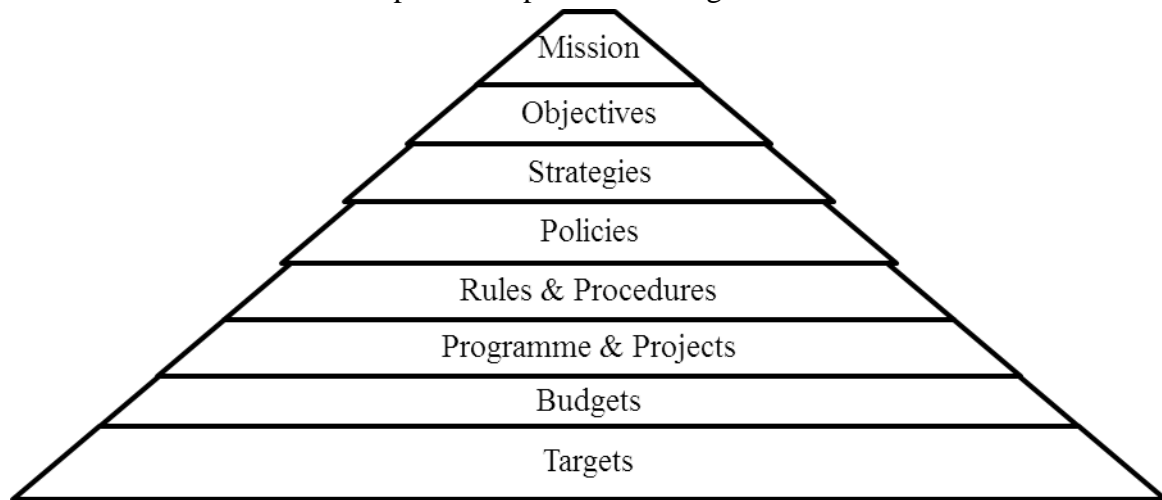 Mission
Objectives
Strategies
Policies
Rules & Procedures
Programme & Projects
Budgets
Targets